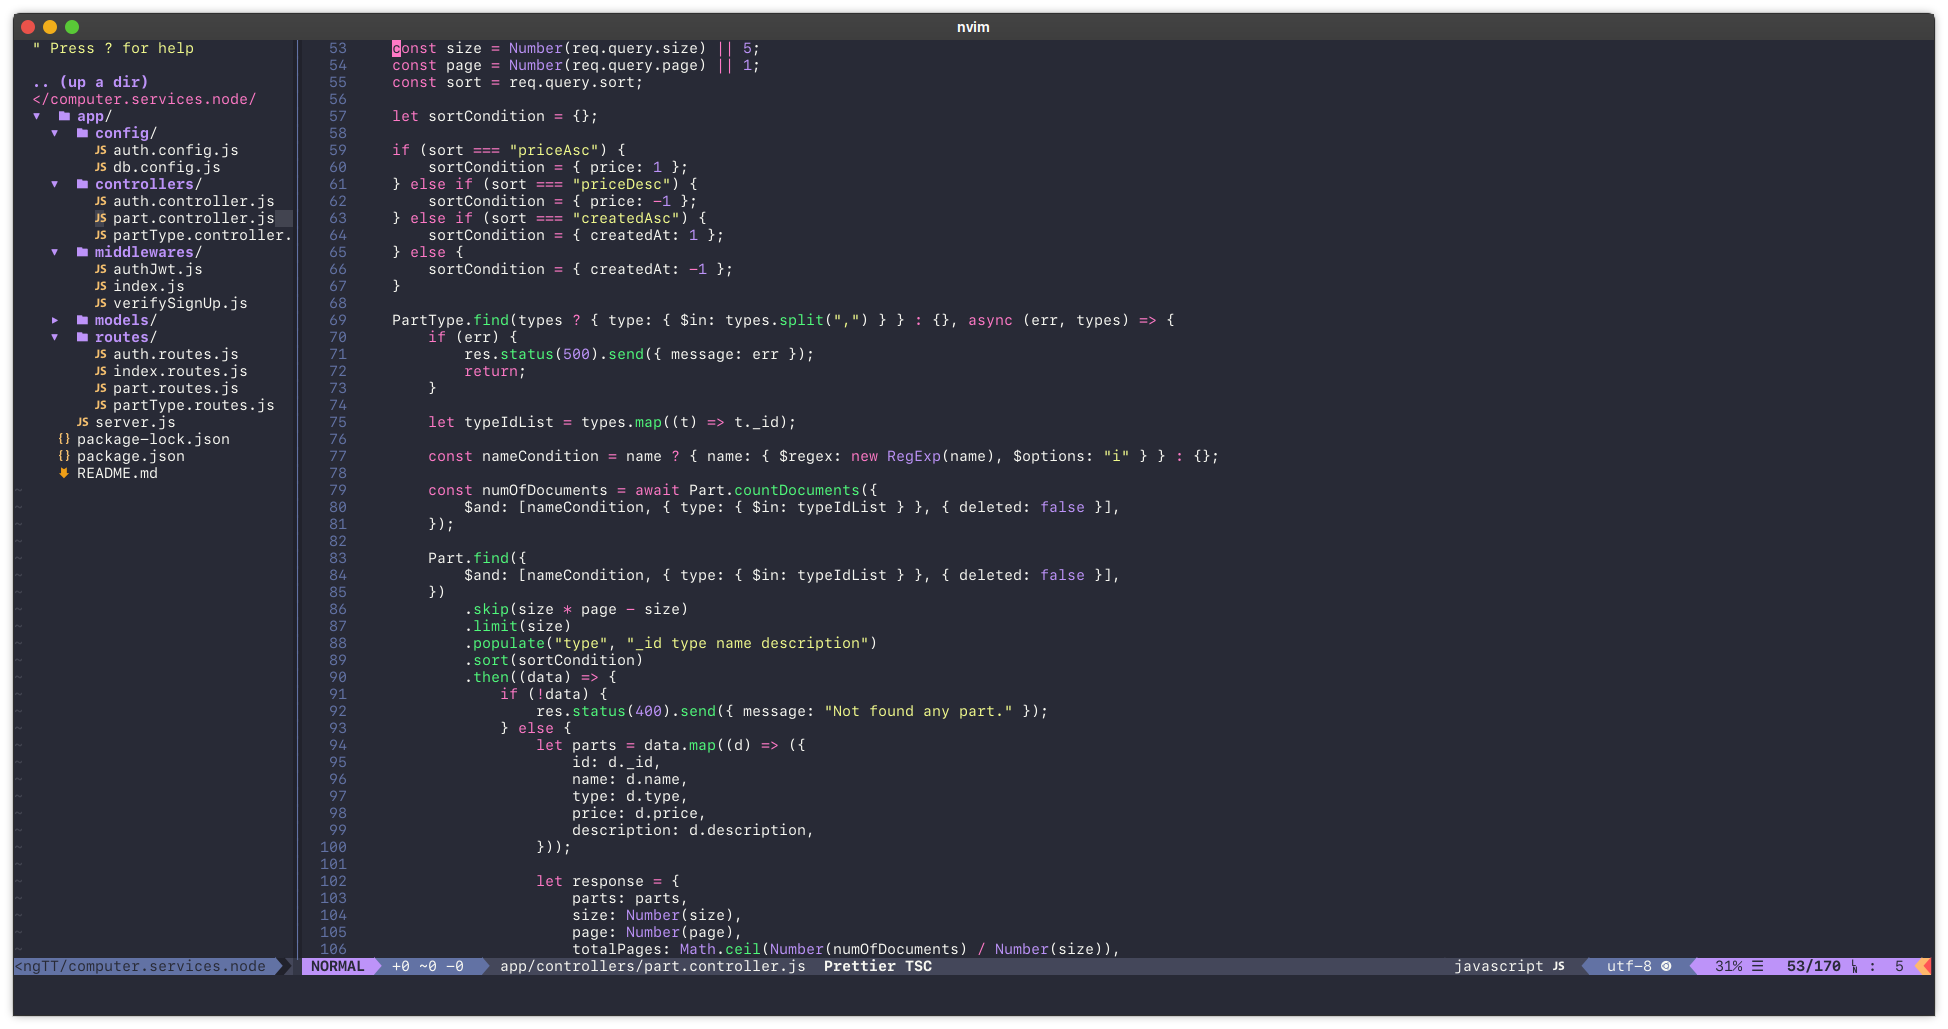 nvim
" Press ? for help
.. (up a dir)
</computer.services.node/
▾ app/
▾ config/
JS auth.config.js
JS db.config.js
▾ controllers/
JS auth.controller.js
JS part.controller.js
JS partType.controller.
▾ middlewares/
JS authJwt.js
JS index.js
JS verifySignUp.js
▸ models/
▾ routes/
JS auth.routes.js
JS index.routes.js
JS part.routes.js
JS partType.routes.js
JS server.js
{} package-lock.json
{} package.json
README.md
53 const size = Number(req.query.size) || 5;
54 const page = Number(req.query.page) || 1;
55 const sort = req.query.sort;
56
57 let sortCondition = {};
58
59 if (sort === "priceAsc") {
60 sortCondition = { price: 1 };
61 } else if (sort === "priceDesc") {
62 sortCondition = { price: -1 };
63 } else if (sort === "createdAsc") {
64 sortCondition = { createdAt: 1 };
65 } else {
66 sortCondition = { createdAt: -1 };
67 }
68
69 PartType.find(types ? { type: { $in: types.split(",") } } : {}, async (err, types) => {
70 if (err) {
71 res.status(500).send({ message: err });
72 return;
73 }
74
75 let typeIdList = types.map((t) => t._id);
76
77 const nameCondition = name ? { name: { $regex: new RegExp(name), $options: "i" } } : {};
78
79 const numOfDocuments = await Part.countDocuments({
80 $and: [nameCondition, { type: { $in: typeIdList } }, { deleted: false }],
81 });
82
83 Part.find({
84 $and: [nameCondition, { type: { $in: typeIdList } }, { deleted: false }],
85 })
86 .skip(size * page - size)
87 .limit(size)
88 .populate("type", "_id type name description")
89 .sort(sortCondition)
90 .then((data) => {
91 if (!data) {
92 res.status(400).send({ message: "Not found any part." });
93 } else {
94 let parts = data.map((d) => ({
95 id: d._id,
96 name: d.name,
97 type: d.type,
98 price: d.price,
99 description: d.description,
100 }));
101
102 let response = {
103 parts: parts,
104 size: Number(size),
105 page: Number(page),
106 totalPages: Math.ceil(Number(numOfDocuments) / Number(size)),
<ngTT/computer.services.node NORMAL +0 ~0 -0 app/controllers/part.controller.js Prettier TSC javascript JS utf-8 31% ☰ 53/170 ㏑ : 5